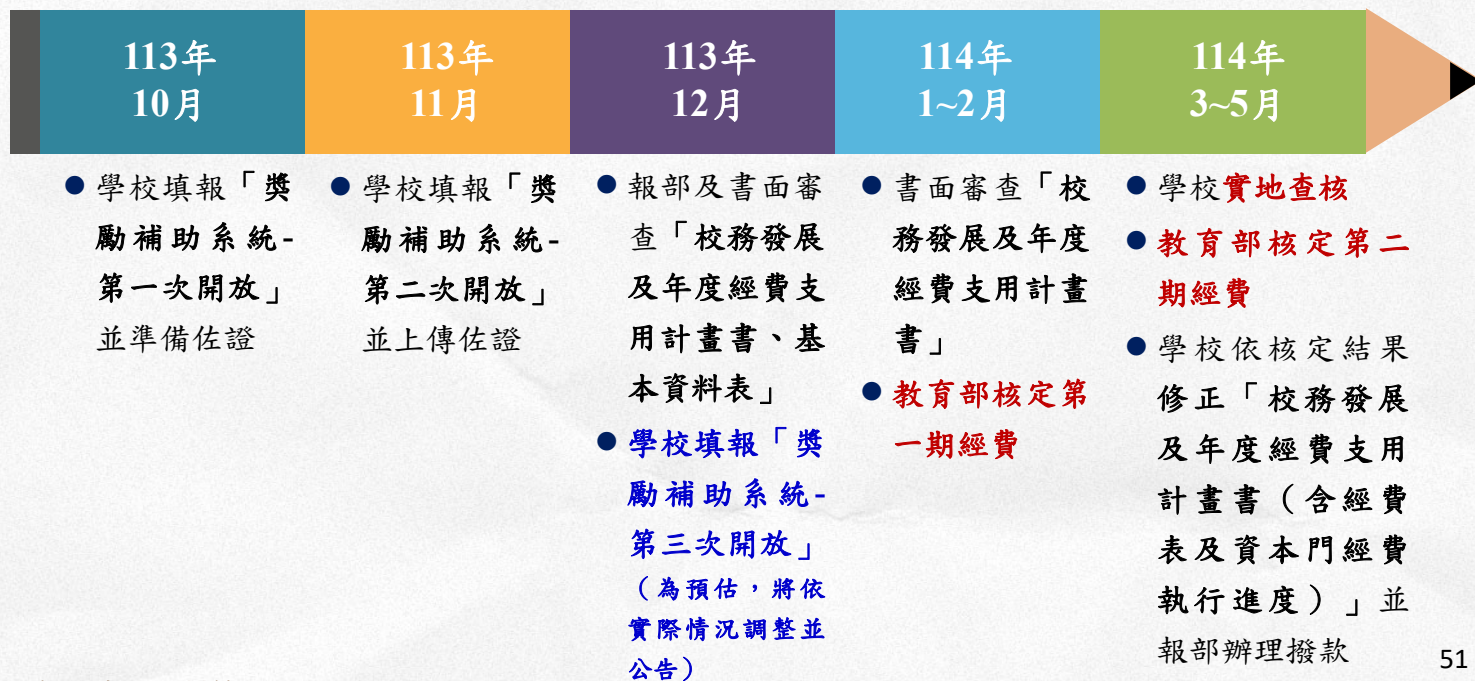 113年
10月
113年
11月
113年
12月
114年
1~2月
114年
3~5月
● 學校填報「獎
勵補助系統-
第一次開放」
並準備佐證
● 學校填報「獎
勵補助系統-
第二次開放」
並上傳佐證
● 報部及書面審
查「校務發展
及年度經費支
用計畫書、基
本資料表」
● 學校填報「獎
勵補助系統-
第三次開放」
（為預估，將依
實際情況調整並
公告）
● 書面審查「校
務發展及年度
經費支用計畫
書」
● 教育部核定第
一期經費
● 學校實地查核
● 教育部核定第二
期經費
● 學校依核定結果
修正「校務發展
及年度經費支用
計畫書（含經費
表及資本門經費
執行進度）」並
報部辦理撥款
51